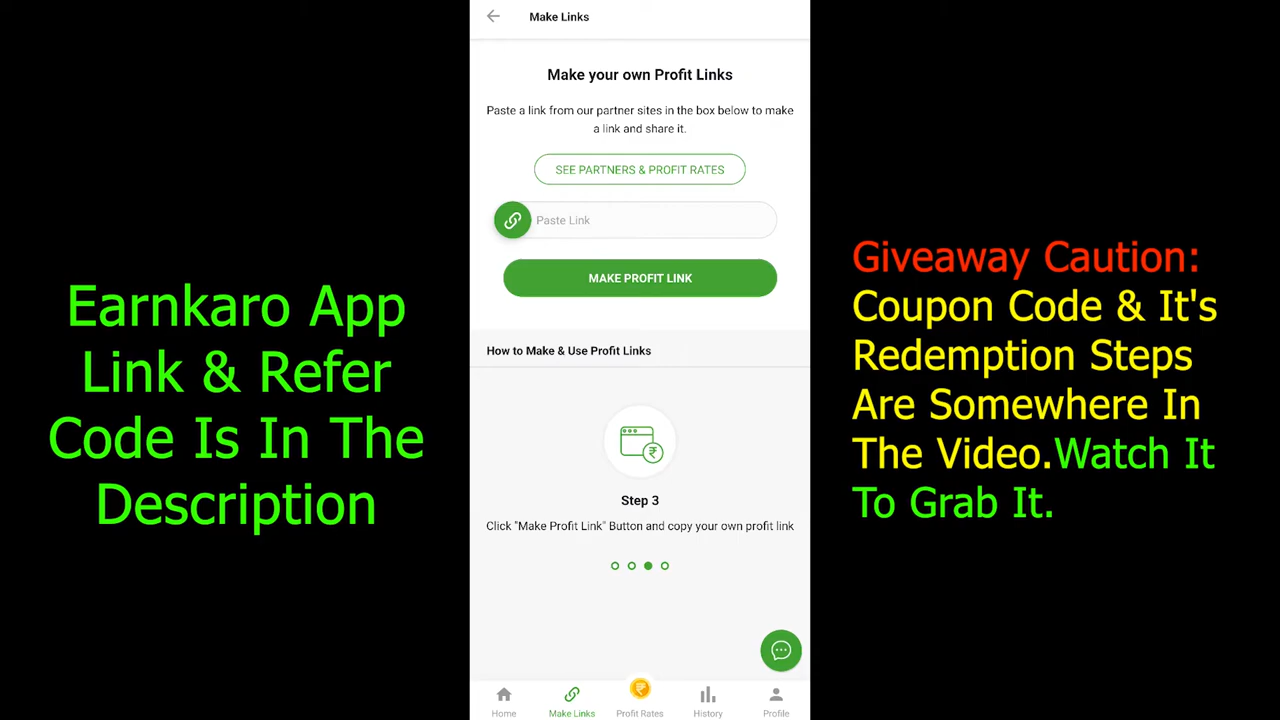 Make Links
Make your own Profit Links
Paste a link from our partner sites in the box below to make
a link and share it.
SEE PARTNERS & PROFIT RATES
Paste Link
MAKE PROFIT LINK
How to Make & Use Profit Links
Step 3
Click "Make Profit Link" Button and copy your own profit link
Home
Make Links
Profit Rates
History
Profile
Earnkaro App
Link & Refer
Code Is In The
Description
Giveaway Caution:
Coupon Code & It's
Redemption Steps
Are Somewhere In
The Video.Watch It
To Grab It.